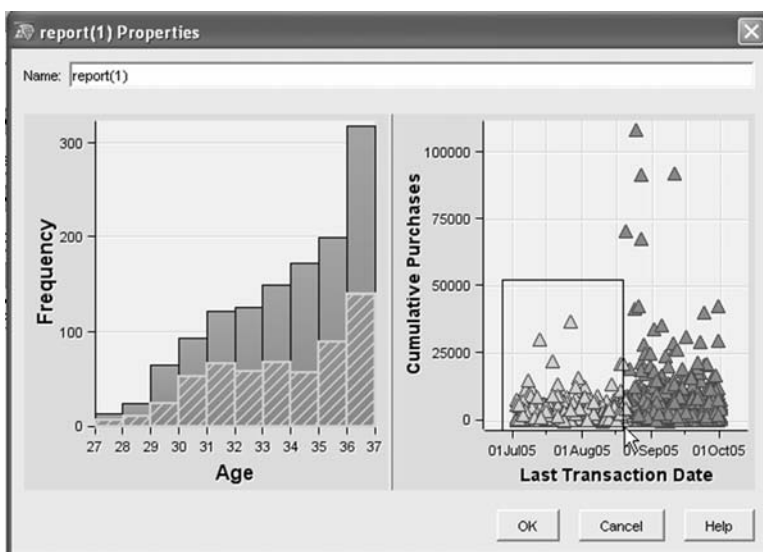 report(1) Properties
Name: report(1)
300
200
100
0
Frequency
27 28 29 30 31 32 33 34 35 36 37
Age
100000
75000
50000
25000
0
Cumulative Purchases
01Jul05 01Aug05 Sep05 01Oct05
Last Transaction Date
OK Cancel Help